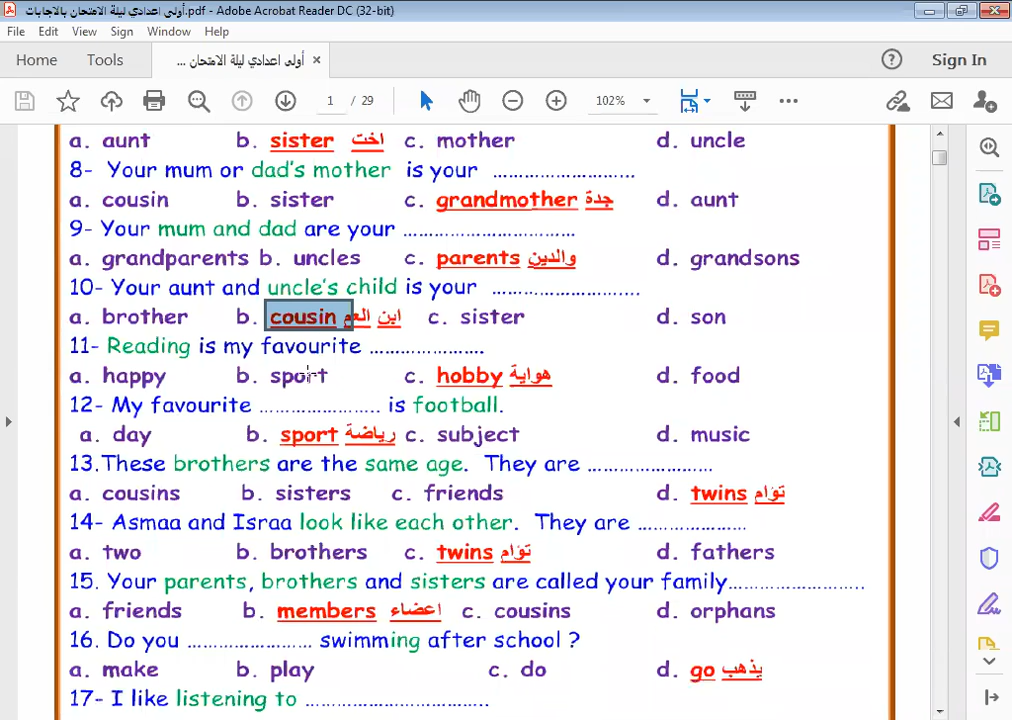 أولى اعدادي ليلة الامتحان بالاجابات.pdf - Adobe Acrobat Reader DC (32-bit)
File Edit View Sign Window Help
Home Tools أولى اعدادي ليلة الامتحان ... × ? Sign In
1 / 29 102%
a. aunt b. sister اخت c. mother d. uncle
8- Your mum or dad's mother is your ………………………….
a. cousin b. sister c. grandmother جدة d. aunt
9- Your mum and dad are your ……………………………
a. grandparents b. uncles c. parents والدين d. grandsons
10- Your aunt and uncle's child is your ………………………….
a. brother b. cousin ابن العم c. sister d. son
11- Reading is my favourite …………………….
a. happy b. sport c. hobby هواية d. food
12- My favourite …………………….. is football.
a. day b. sport رياضة c. subject d. music
13.These brothers are the same age. They are ……………………
a. cousins b. sisters c. friends d. twins تؤام
14- Asmaa and Israa look like each other. They are …………………
a. two b. brothers c. twins تؤام d. fathers
15. Your parents, brothers and sisters are called your family…………………….
a. friends b. members اعضاء c. cousins d. orphans
16. Do you …………………… swimming after school ?
a. make b. play c. do d. go يذهب
17- I like listening to ……………………………..